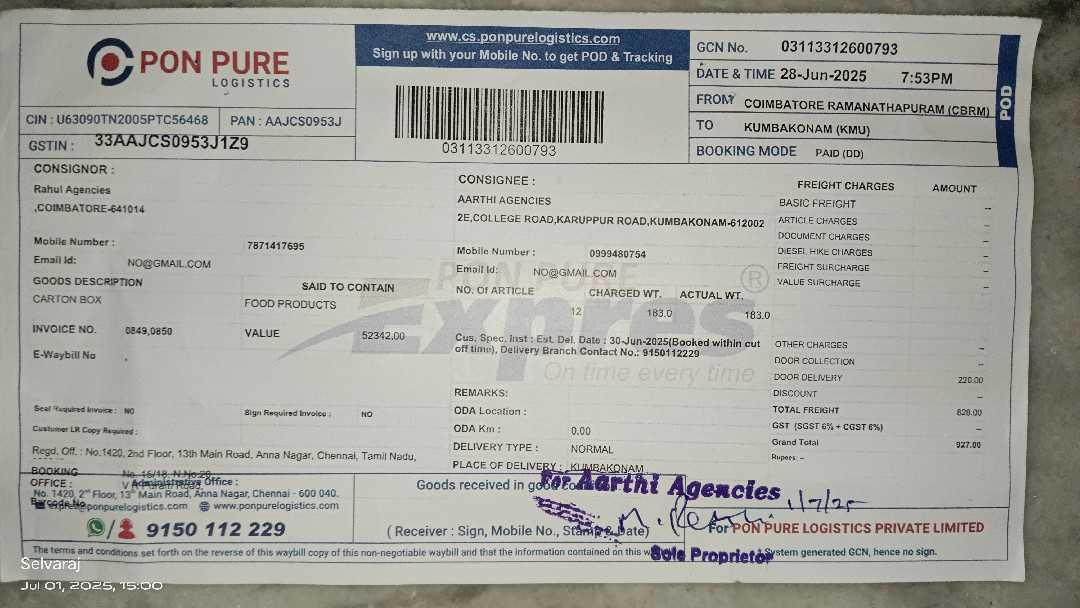 PON PURE
LOGISTICS
www.cs.ponpurelogistics.com
Sign up with your Mobile No. to get POD & Tracking
03113312600793
GCN No. 03113312600793
DATE & TIME 28-Jun-2025 7:53PM
FROM COIMBATORE RAMANATHAPURAM (CBRM)
TO KUMBAKONAM (KMU)
BOOKING MODE PAID (DD)
POD
CIN : U63090TN2005PTC56468 PAN : AAJCS0953J
GSTIN : 33AAJCS0953J1Z9
CONSIGNOR :
Rahul Agencies
,COIMBATORE-641014
Mobile Number : 7871417695
Email Id: NO@GMAIL.COM
GOODS DESCRIPTION SAID TO CONTAIN
CARTON BOX FOOD PRODUCTS
INVOICE NO. 0849,0850 VALUE 52342.00
E-Waybill No .
Seal Required Invoice : NO Sign Required Invoice : NO
Customer LR Copy Required :
CONSIGNEE :
AARTHI AGENCIES
2E,COLLEGE ROAD,KARUPPUR ROAD,KUMBAKONAM-612002
Mobile Number : 0999480754
Email Id: NO@GMAIL.COM
NO. OF ARTICLE CHARGED WT. ACTUAL WT.
12 183.0 183.0
Cus. Spec. Inst : Est. Del. Date : 30-Jun-2025(Booked within cut
off time), Delivery Branch Contact No.: 9150112229
PON PURE
Expres ®
On time every time
REMARKS:
ODA Location :
ODA Km : 0.00
DELIVERY TYPE : NORMAL
PLACE OF DELIVERY : KUMBAKONAM
FREIGHT CHARGES AMOUNT
BASIC FREIGHT --
ARTICLE CHARGES --
DOCUMENT CHARGES --
DIESEL HIKE CHARGES --
FREIGHT SURCHARGE --
VALUE SURCHARGE --
OTHER CHARGES --
DOOR COLLECTION --
DOOR DELIVERY 220.00
DISCOUNT --
TOTAL FREIGHT 828.00
GST (SGST 6% + CGST 6%) --
Grand Total 927.00
Rupees: --
Regd. Off. : No.1420, 2nd Floor, 13th Main Road, Anna Nagar, Chennai, Tamil Nadu,
BOOKING No. 16/18, N.No 20,
OFFICE : Administrative Office :
No. 1420, 2nd Floor, 13th Main Road, Anna Nagar, Chennai - 600 040.
www.ponpurelogistics.com
9150 112 229
Goods received in good
For Aarthi Agencies
1/7/25
( Receiver : Sign, Mobile No., Stamp & Date)
For PON PURE LOGISTICS PRIVATE LIMITED
Sole Proprietor
System generated GCN, hence no sign.
The terms and conditions set forth on the reverse of this waybill copy of this non-negotiable waybill and that the information contained on this
Selvaraj
Jul 01, 2025, 15:00